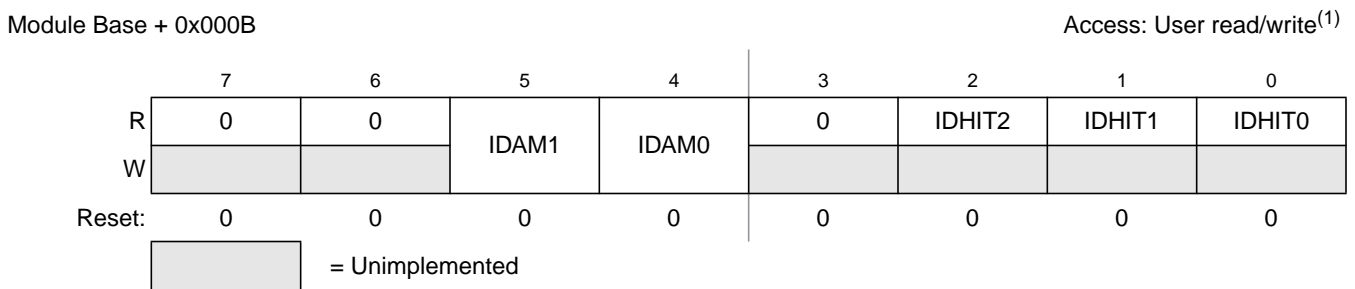 Module Base + 0x000B Access: User read/write(1)
7 6 5 4 3 2 1 0
R 0 0 IDAM1 IDAM0 0 IDHIT2 IDHIT1 IDHIT0
W
Reset: 0 0 0 0 0 0 0 0
= Unimplemented